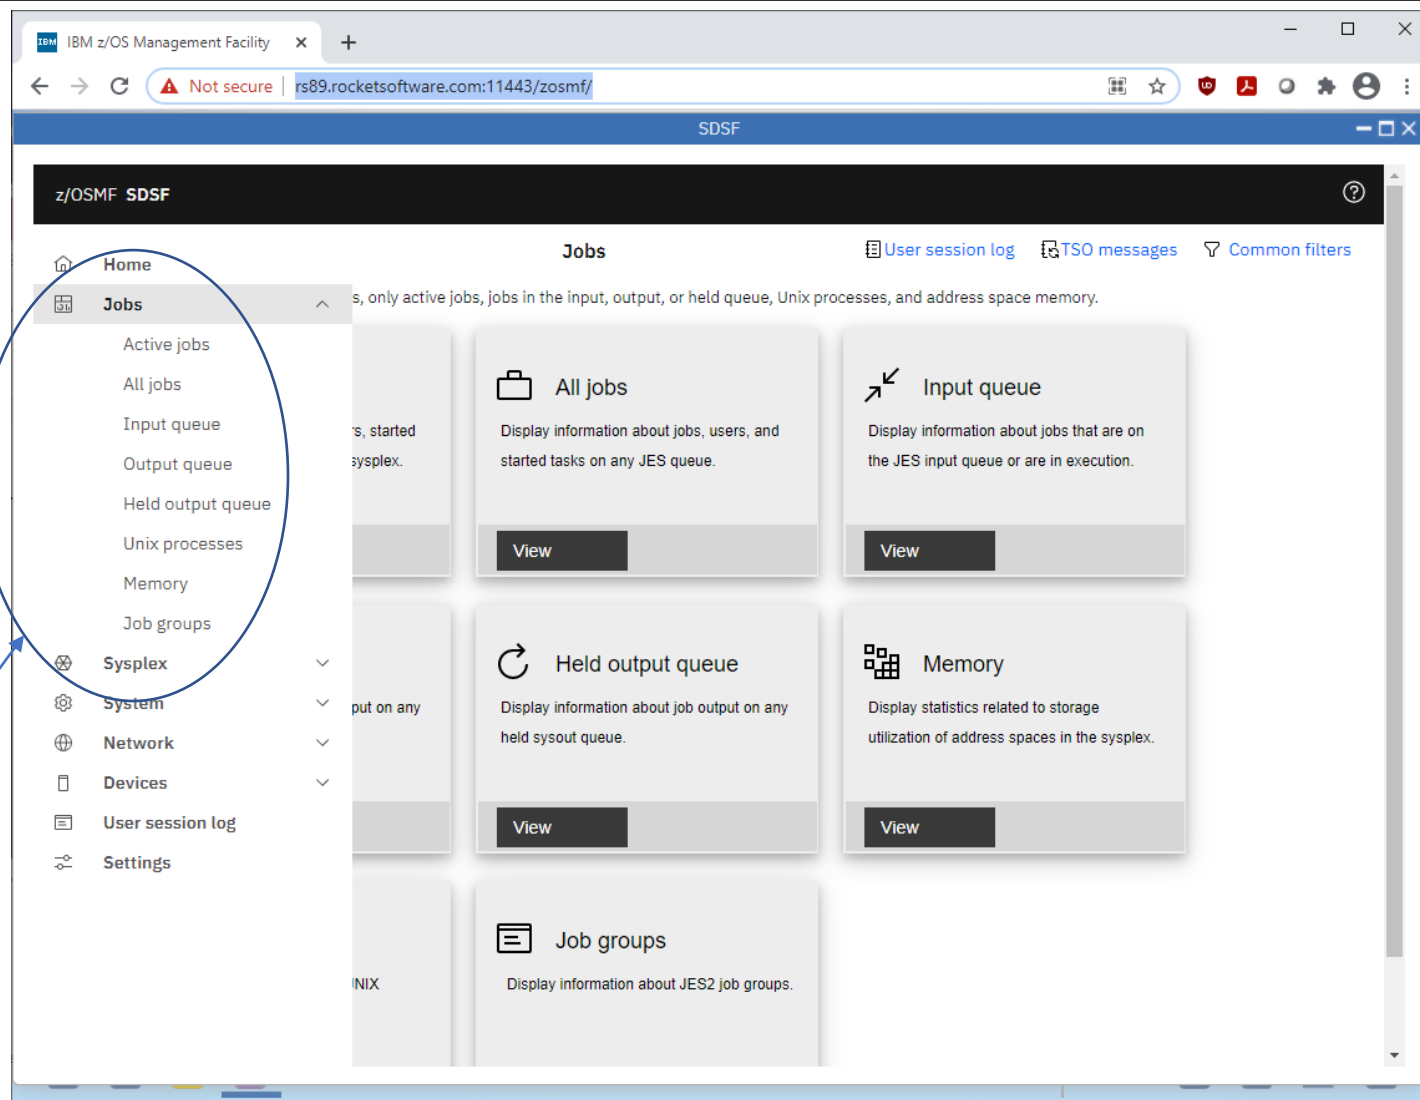 IBM
IBM z/OS Management Facility
Not secure
rs89.rocketsoftware.com:11443/zosmf/
SDSF
z/OSMF SDSF
Home
Jobs
Active jobs
All jobs
Input queue
Output queue
Held output queue
Unix processes
Memory
Job groups
Sysplex
System
Network
Devices
User session log
Settings
Jobs
User session log
TSO messages
Common filters
s, only active jobs, jobs in the input, output, or held queue, Unix processes, and address space memory.
rs, started
sysplex.
All jobs
Display information about jobs, users, and
started tasks on any JES queue.
View
Input queue
Display information about jobs that are on
the JES input queue or are in execution.
View
put on any
Held output queue
Display information about job output on any
held sysout queue.
View
Memory
Display statistics related to storage
utilization of address spaces in the sysplex.
View
NIX
Job groups
Display information about JES2 job groups.